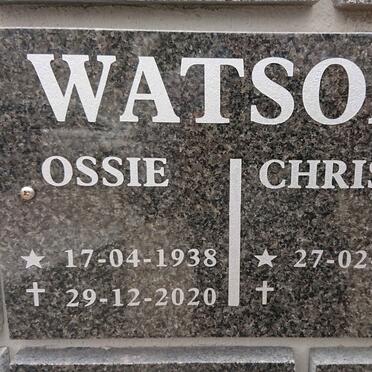 WATSO
OSSIE CHRIS
★ 17-04-1938 ★ 27-02
✝ 29-12-2020 ✝